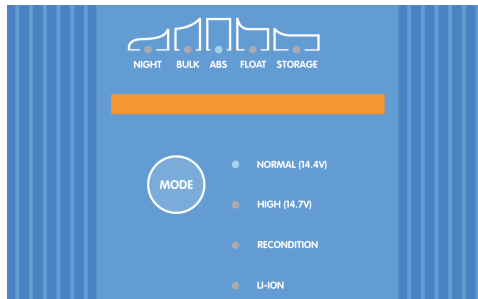 NIGHT BULK ABS FLOAT STORAGE
NORMAL (14.4V)
MODE
HIGH (14.7V)
RECONDITION
LI-ION